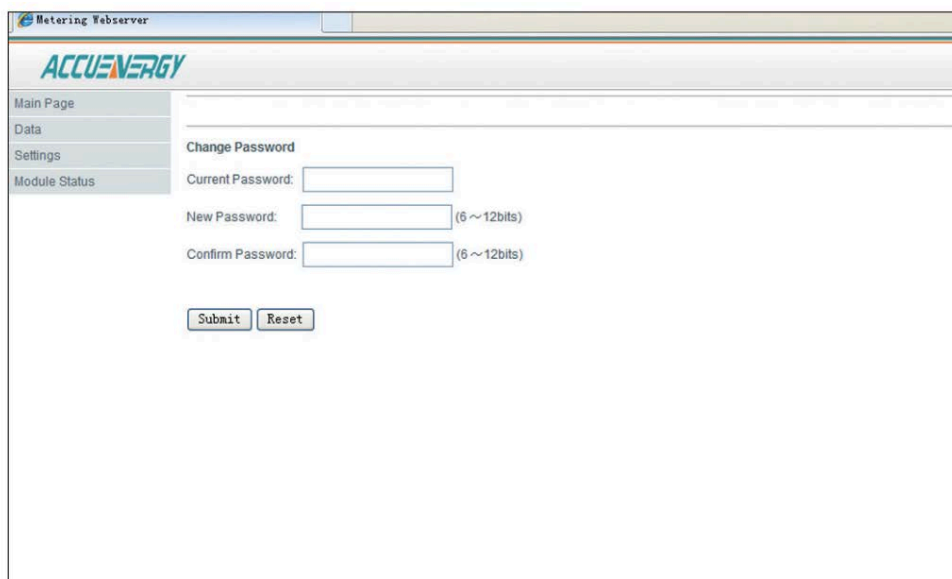 Metering Webserver
ACCUENERGY
Main Page
Data
Settings
Module Status
Change Password
Current Password:
New Password: (6～12bits)
Confirm Password: (6～12bits)
Submit Reset